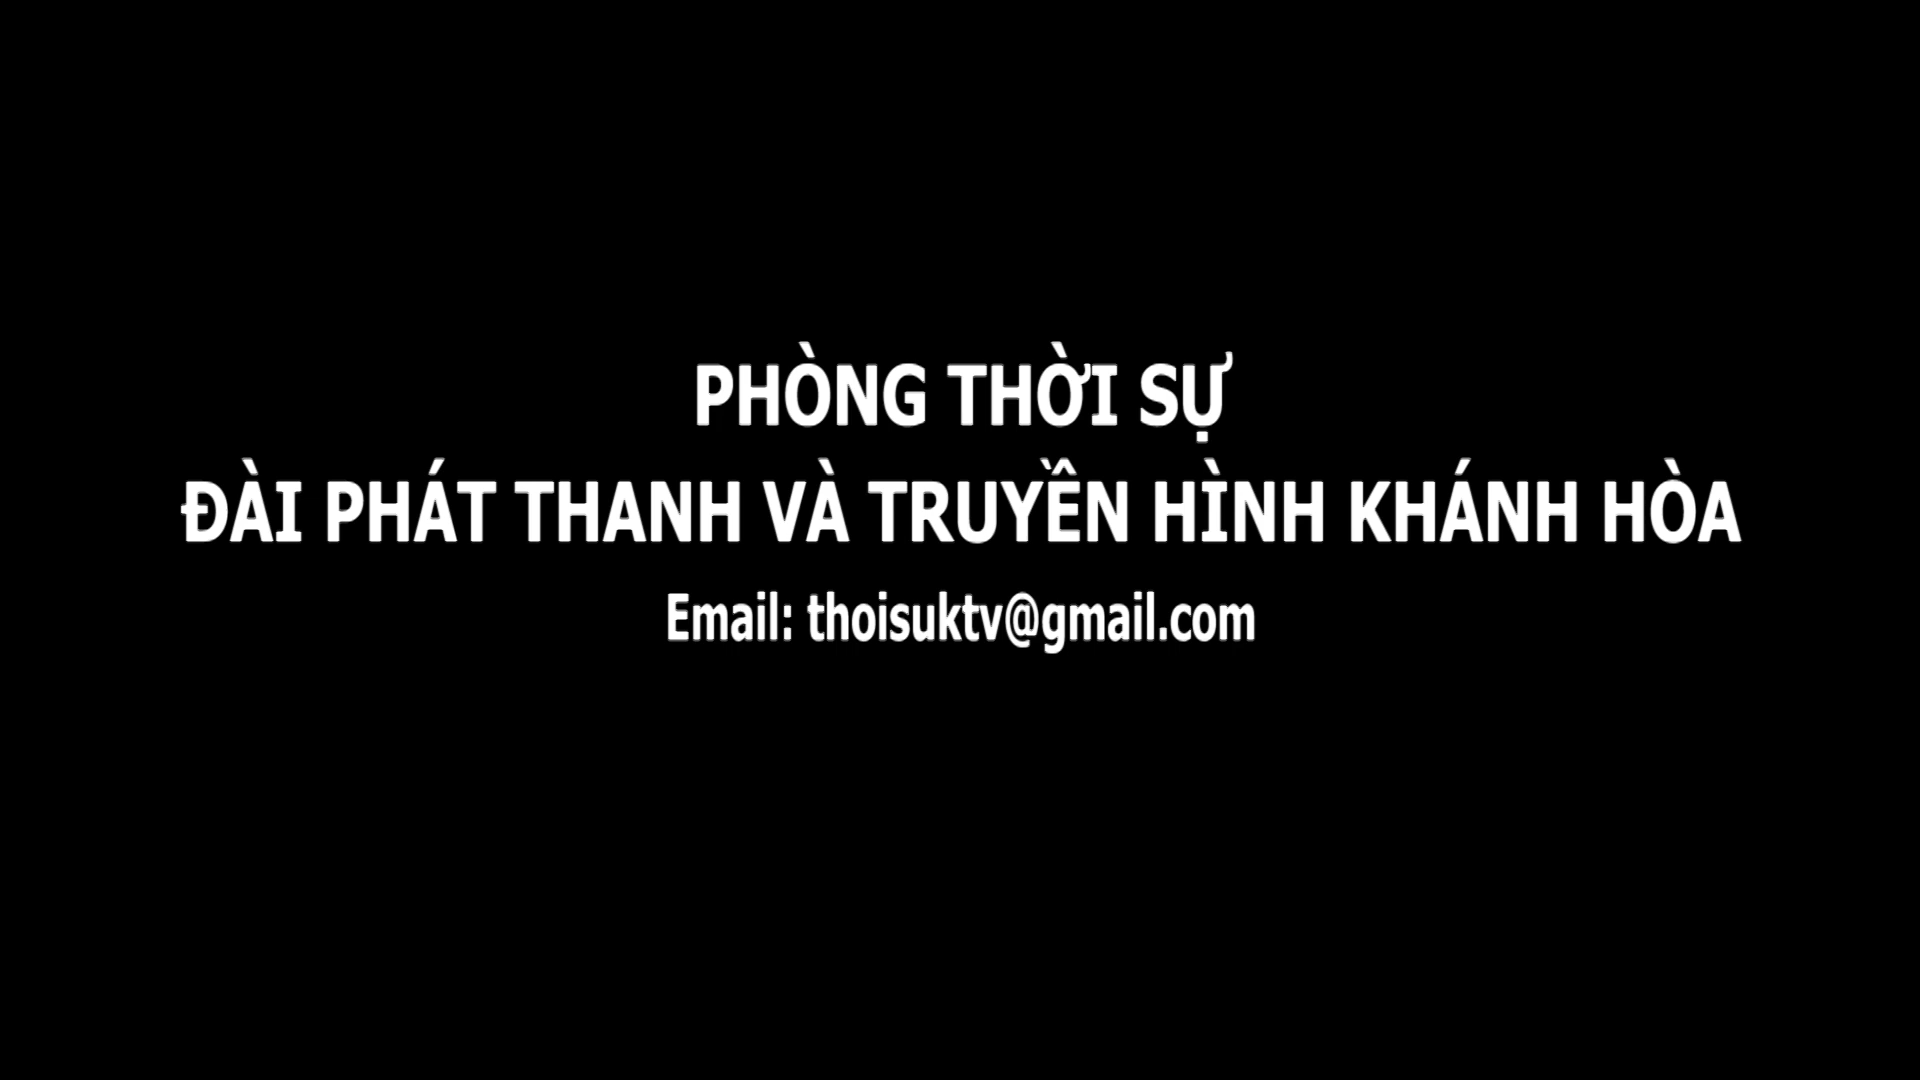 PHÒNG THỜI SỰ
ĐÀI PHÁT THANH VÀ TRUYỀN HÌNH KHÁNH HÒA
Email: thoisuktv@gmail.com